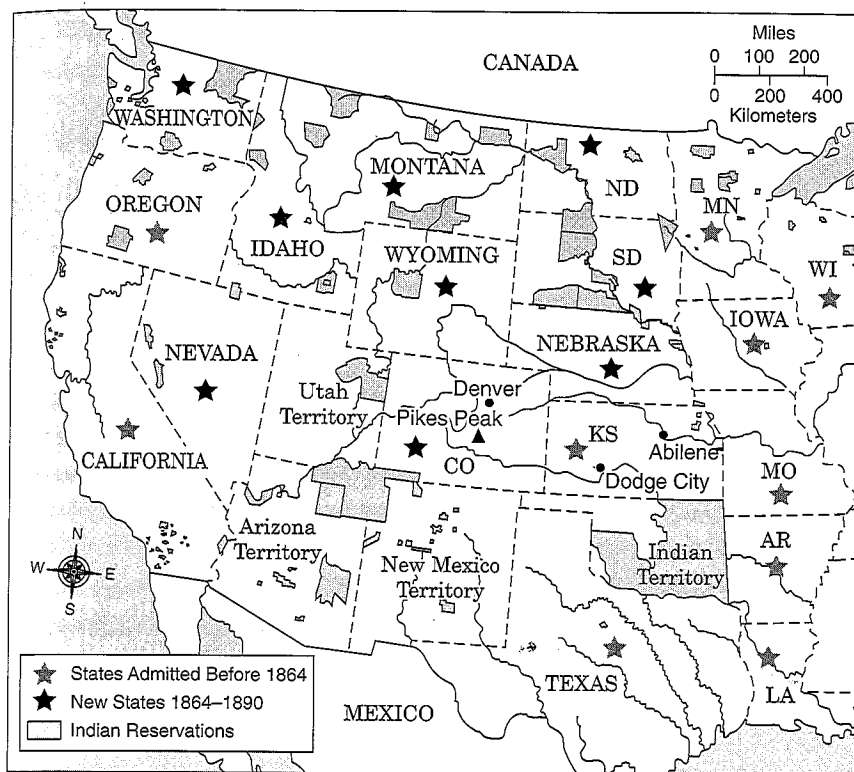 Miles
0 100 200
0 200 400
Kilometers
CANADA
WASHINGTON
MONTANA
ND
MN
OREGON
IDAHO
WYOMING
SD
WI
IOWA
NEVADA
NEBRASKA
Utah
Territory
Denver
Pikes Peak
KS
Abilene
CALIFORNIA
CO
Dodge City
MO
Arizona
Territory
New Mexico
Territory
Indian
Territory
AR
N
W E
S
TEXAS
LA
MEXICO
States Admitted Before 1864
New States 1864–1890
Indian Reservations